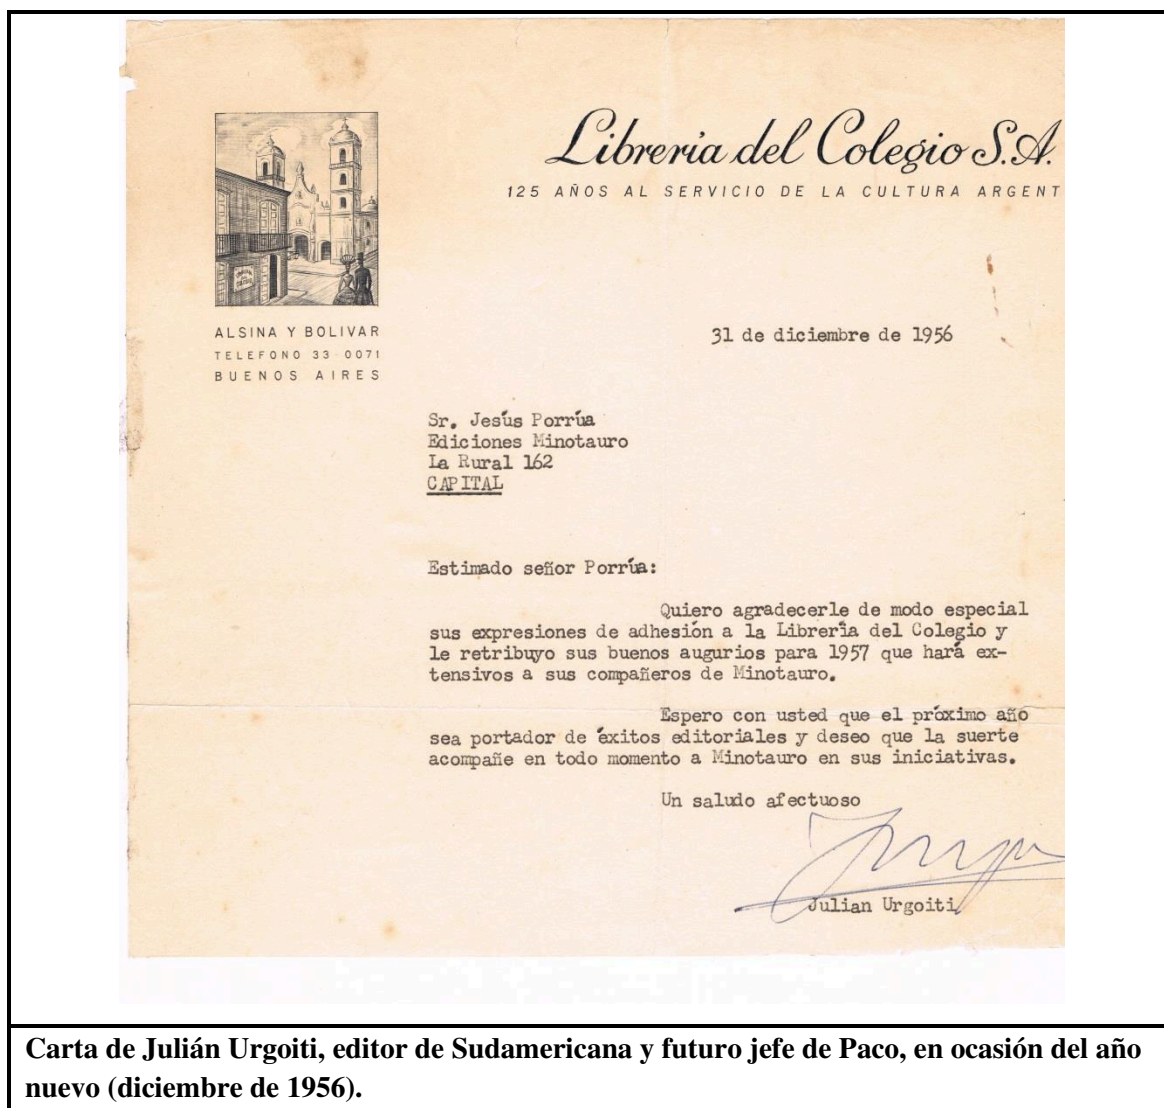 Librería del Colegio S.A.
125 AÑOS AL SERVICIO DE LA CULTURA ARGENT
ALSINA Y BOLIVAR
TELEFONO 33-0071
BUENOS AIRES
31 de diciembre de 1956
Sr. Jesús Porrúa
Ediciones Minotauro
La Rural 162
CAPITAL
Estimado señor Porrúa:
Quiero agradecerle de modo especial
sus expresiones de adhesión a la Librería del Colegio y
le retribuyo sus buenos augurios para 1957 que hará ex-
tensivos a sus compañeros de Minotauro.
Espero con usted que el próximo año
sea portador de éxitos editoriales y deseo que la suerte
acompañe en todo momento a Minotauro en sus iniciativas.
Un saludo afectuoso
Julian Urgoiti
Carta de Julián Urgoiti, editor de Sudamericana y futuro jefe de Paco, en ocasión del año
nuevo (diciembre de 1956).